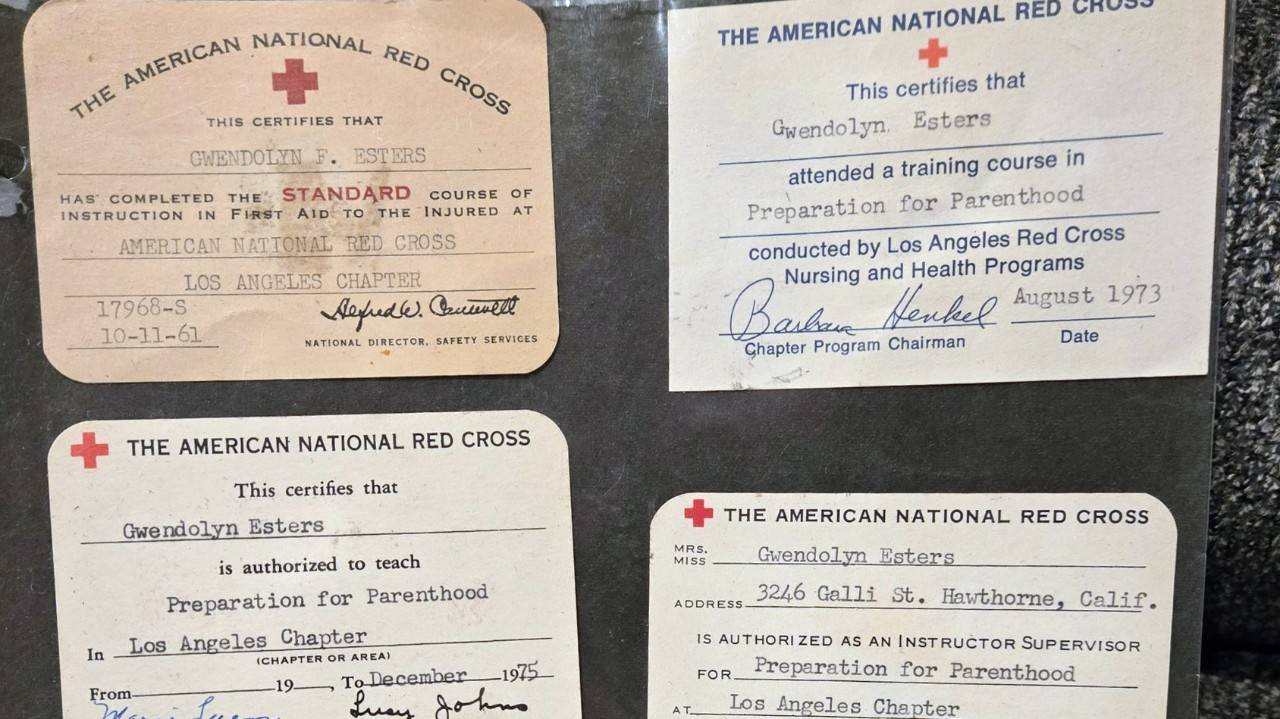 THE AMERICAN NATIONAL RED CROSS
THIS CERTIFIES THAT
GWENDOLYN F. ESTERS
HAS COMPLETED THE STANDARD COURSE OF
INSTRUCTION IN FIRST AID TO THE INJURED AT
AMERICAN NATIONAL RED CROSS
LOS ANGELES CHAPTER
17968-S
10-11-61
NATIONAL DIRECTOR, SAFETY SERVICES
THE AMERICAN NATIONAL RED CROSS
This certifies that
Gwendolyn Esters
attended a training course in
Preparation for Parenthood
conducted by Los Angeles Red Cross
Nursing and Health Programs
Barbara Henkel August 1973
Chapter Program Chairman Date
THE AMERICAN NATIONAL RED CROSS
This certifies that
Gwendolyn Esters
is authorized to teach
Preparation for Parenthood
In Los Angeles Chapter
(CHAPTER OR AREA)
From 19 , To December 1975
Lucy Johns
THE AMERICAN NATIONAL RED CROSS
MRS.
MISS Gwendolyn Esters
ADDRESS 3246 Galli St. Hawthorne, Calif.
IS AUTHORIZED AS AN INSTRUCTOR SUPERVISOR
FOR Preparation for Parenthood
AT Los Angeles Chapter